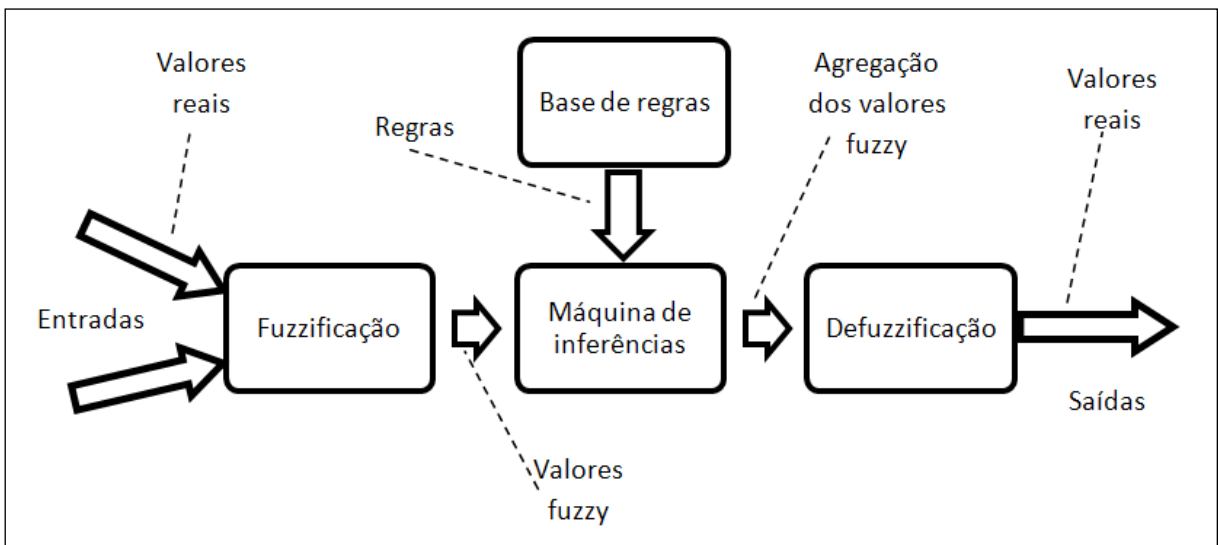 Valores
reais
Regras
Base de regras
Agregação
dos valores
fuzzy
Valores
reais
Entradas
Fuzzificação
Máquina de
inferências
Defuzzificação
Saídas
Valores
fuzzy